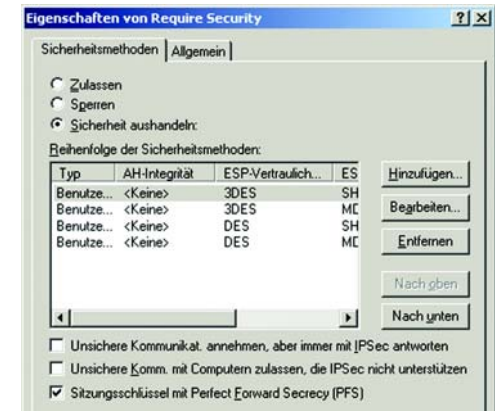 Eigenschaften von Require Security
Sicherheitsmethoden Allgemein
Zulassen
Sperren
Sicherheit aushandeln:
Reihenfolge der Sicherheitsmethoden:
Typ AH-Integrität ESP-Vertraulich... ES
Benutze... <Keine> 3DES SH
Benutze... <Keine> 3DES MD
Benutze... <Keine> DES SH
Benutze... <Keine> DES MD
Hinzufügen...
Bearbeiten...
Entfernen
Nach oben
Nach unten
Unsichere Kommunikat. annehmen, aber immer mit IPSec antworten
Unsichere Komm. mit Computern zulassen, die IPSec nicht unterstützen
Sitzungsschlüssel mit Perfect Forward Secrecy (PFS)